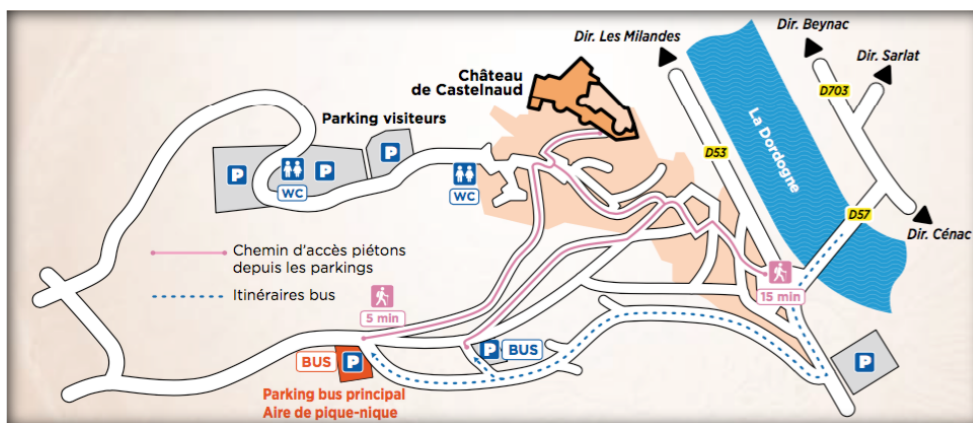 Dir. Les Milandes
Dir. Beynac
Dir. Sarlat
Château
de Castelnaud
D703
Parking visiteurs
La Dordogne
D53
P
P
P
WC
WC
D57
Dir. Cénac
Chemin d'accès piétons
depuis les parkings
Itinéraires bus
15 min
5 min
BUS
P
P
BUS
P
Parking bus principal
Aire de pique-nique